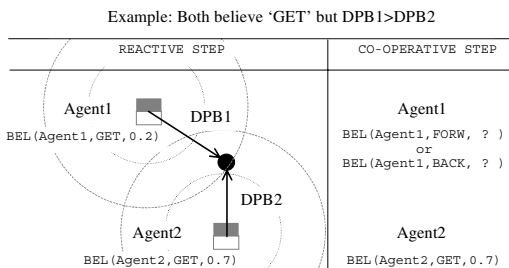 Example: Both believe ‘GET’ but DPB1>DPB2
REACTIVE STEP
CO-OPERATIVE STEP
Agent1
DPB1
BEL(Agent1,GET,0.2)
DPB2
Agent2
BEL(Agent2,GET,0.7)
Agent1
BEL(Agent1,FORW, ? )
or
BEL(Agent1,BACK, ? )
Agent2
BEL(Agent2,GET,0.7)